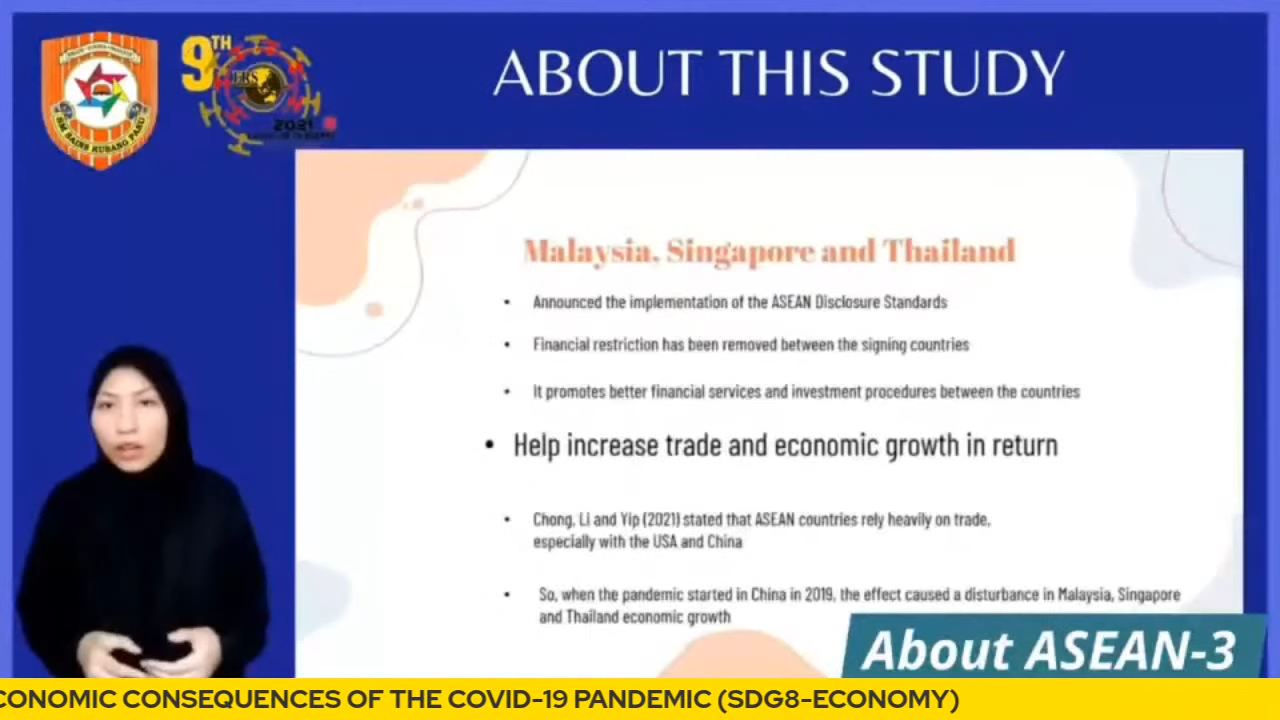 9TH
ERS
2021
SM SAINS KUBANG PASU
ABOUT THIS STUDY
Malaysia, Singapore and Thailand
• Announced the implementation of the ASEAN Disclosure Standards
• Financial restriction has been removed between the signing countries
• It promotes better financial services and investment procedures between the countries
• Help increase trade and economic growth in return
• Chong, Li and Yip (2021) stated that ASEAN countries rely heavily on trade,
especially with the USA and China
• So, when the pandemic started in China in 2019, the effect caused a disturbance in Malaysia, Singapore
and Thailand economic growth
About ASEAN-3
CONOMIC CONSEQUENCES OF THE COVID-19 PANDEMIC (SDG8-ECONOMY)